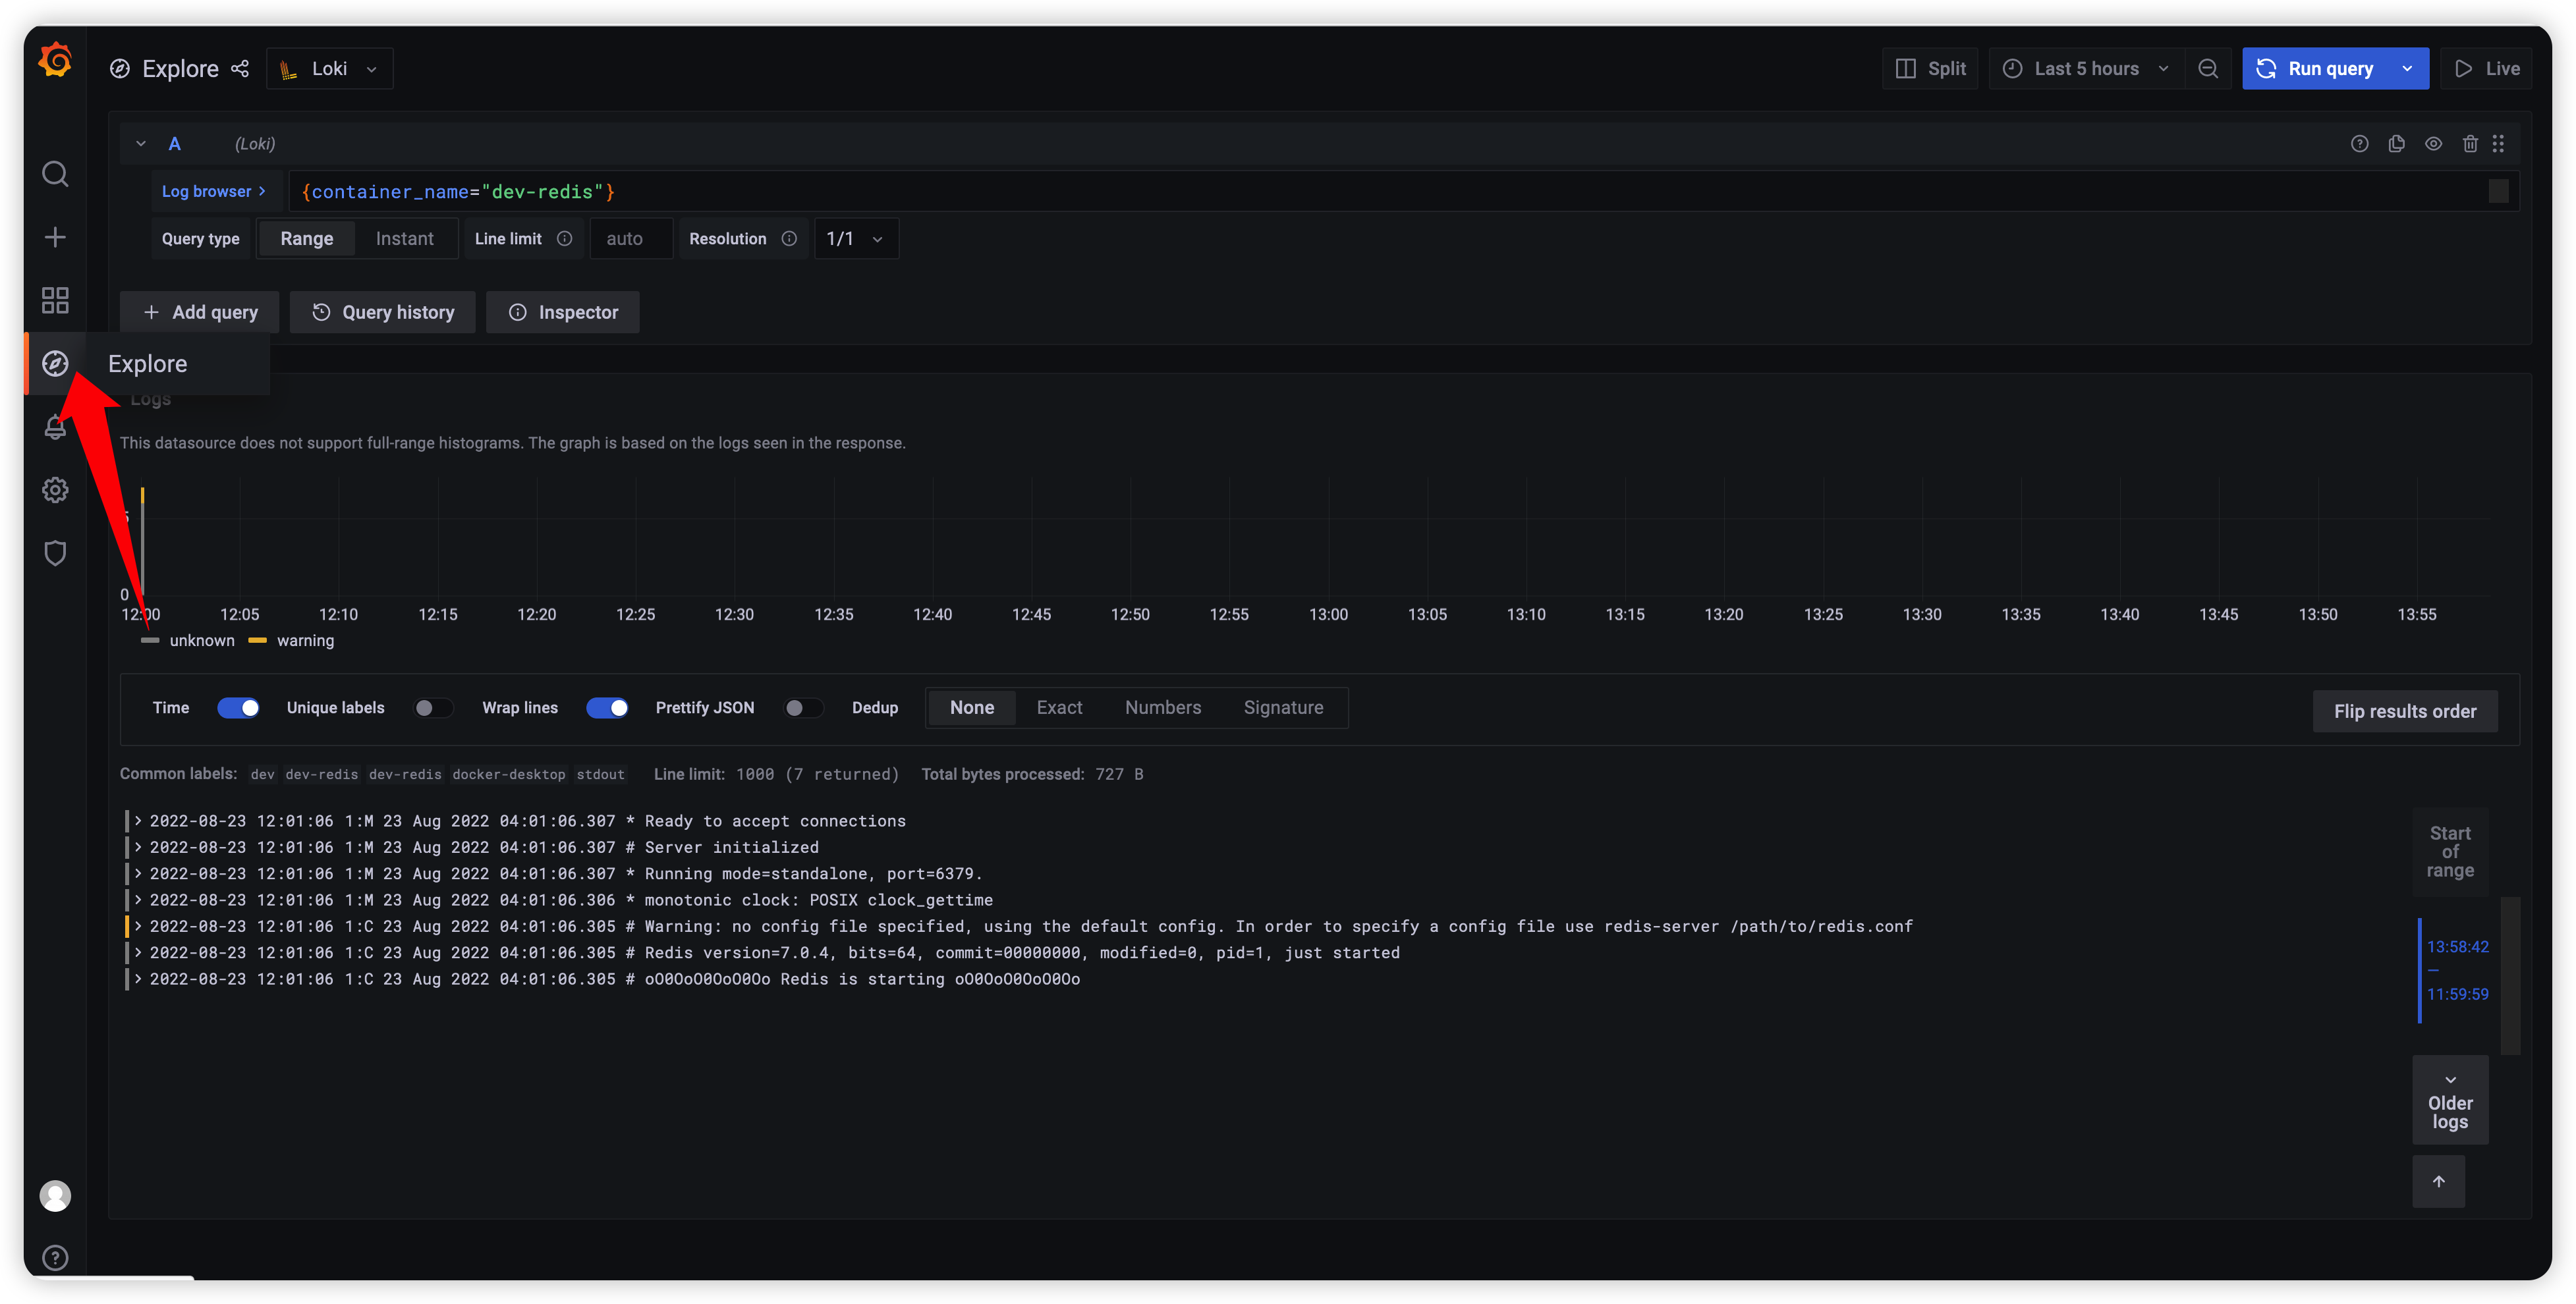 Explore Loki Split Last 5 hours Run query Live
A (Loki)
Log browser > {container_name="dev-redis"}
Query type Range Instant Line limit auto Resolution 1/1
+ Add query Query history Inspector
Explore
Logs
This datasource does not support full-range histograms. The graph is based on the logs seen in the response.
5
0
12:00 12:05 12:10 12:15 12:20 12:25 12:30 12:35 12:40 12:45 12:50 12:55 13:00 13:05 13:10 13:15 13:20 13:25 13:30 13:35 13:40 13:45 13:50 13:55
unknown warning
Time Unique labels Wrap lines Prettify JSON Dedup None Exact Numbers Signature Flip results order
Common labels: dev dev-redis dev-redis docker-desktop stdout Line limit: 1000 (7 returned) Total bytes processed: 727 B
> 2022-08-23 12:01:06 1:M 23 Aug 2022 04:01:06.307 * Ready to accept connections
> 2022-08-23 12:01:06 1:M 23 Aug 2022 04:01:06.307 # Server initialized
> 2022-08-23 12:01:06 1:M 23 Aug 2022 04:01:06.307 * Running mode=standalone, port=6379.
> 2022-08-23 12:01:06 1:M 23 Aug 2022 04:01:06.306 * monotonic clock: POSIX clock_gettime
> 2022-08-23 12:01:06 1:C 23 Aug 2022 04:01:06.305 # Warning: no config file specified, using the default config. In order to specify a config file use redis-server /path/to/redis.conf
> 2022-08-23 12:01:06 1:C 23 Aug 2022 04:01:06.305 # Redis version=7.0.4, bits=64, commit=00000000, modified=0, pid=1, just started
> 2022-08-23 12:01:06 1:C 23 Aug 2022 04:01:06.305 # oO0OoO0OoO0Oo Redis is starting oO0OoO0OoO0Oo
Start
of
range
13:58:42
—
11:59:59
Older
logs